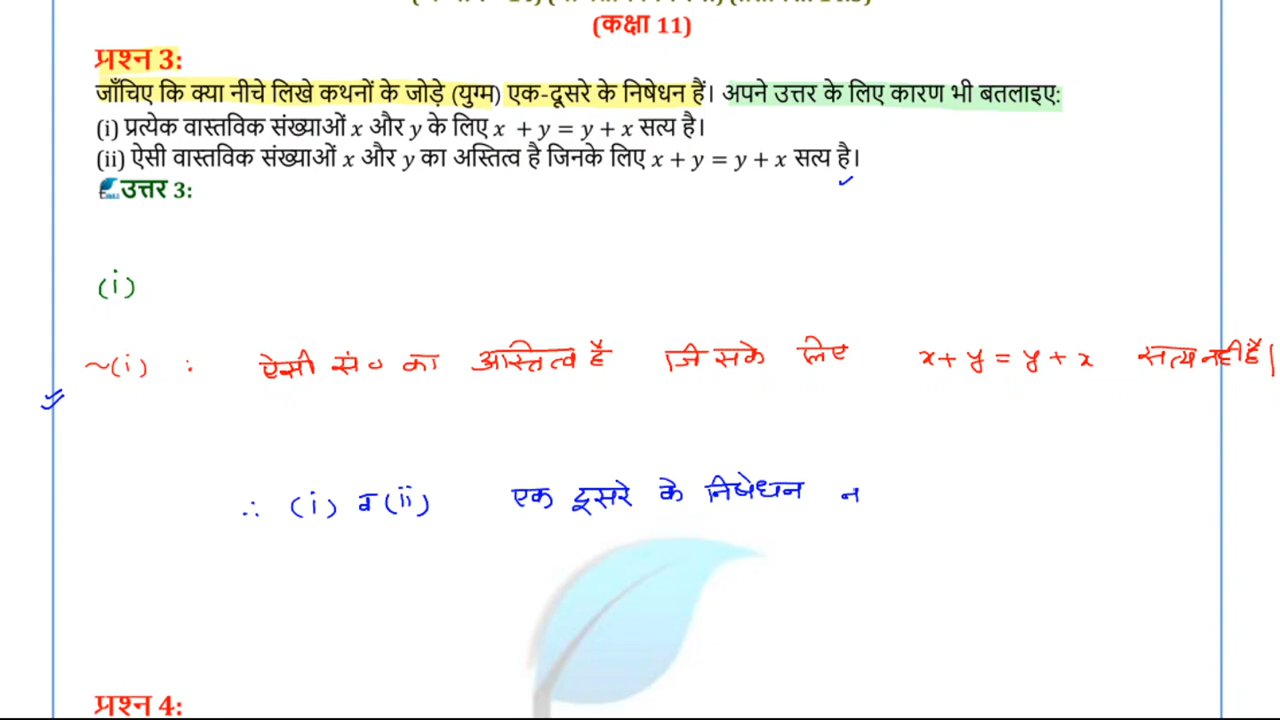 (कक्षा 11)
प्रश्न 3:
जाँचिए कि क्या नीचे लिखे कथनों के जोड़े (युग्म) एक-दूसरे के निषेधन हैं। अपने उत्तर के लिए कारण भी बतलाइए:
(i) प्रत्येक वास्तविक संख्याओं x और y के लिए x + y = y + x सत्य है।
(ii) ऐसी वास्तविक संख्याओं x और y का अस्तित्व है जिनके लिए x + y = y + x सत्य है।
उत्तर 3:
(i)
~(i) : ऐसी सं० का अस्तित्व है जिसके लिए x + y = y + x सत्य नहीं है।
∴ (i) व (ii) एक दूसरे के निषेधन न
प्रश्न 4: